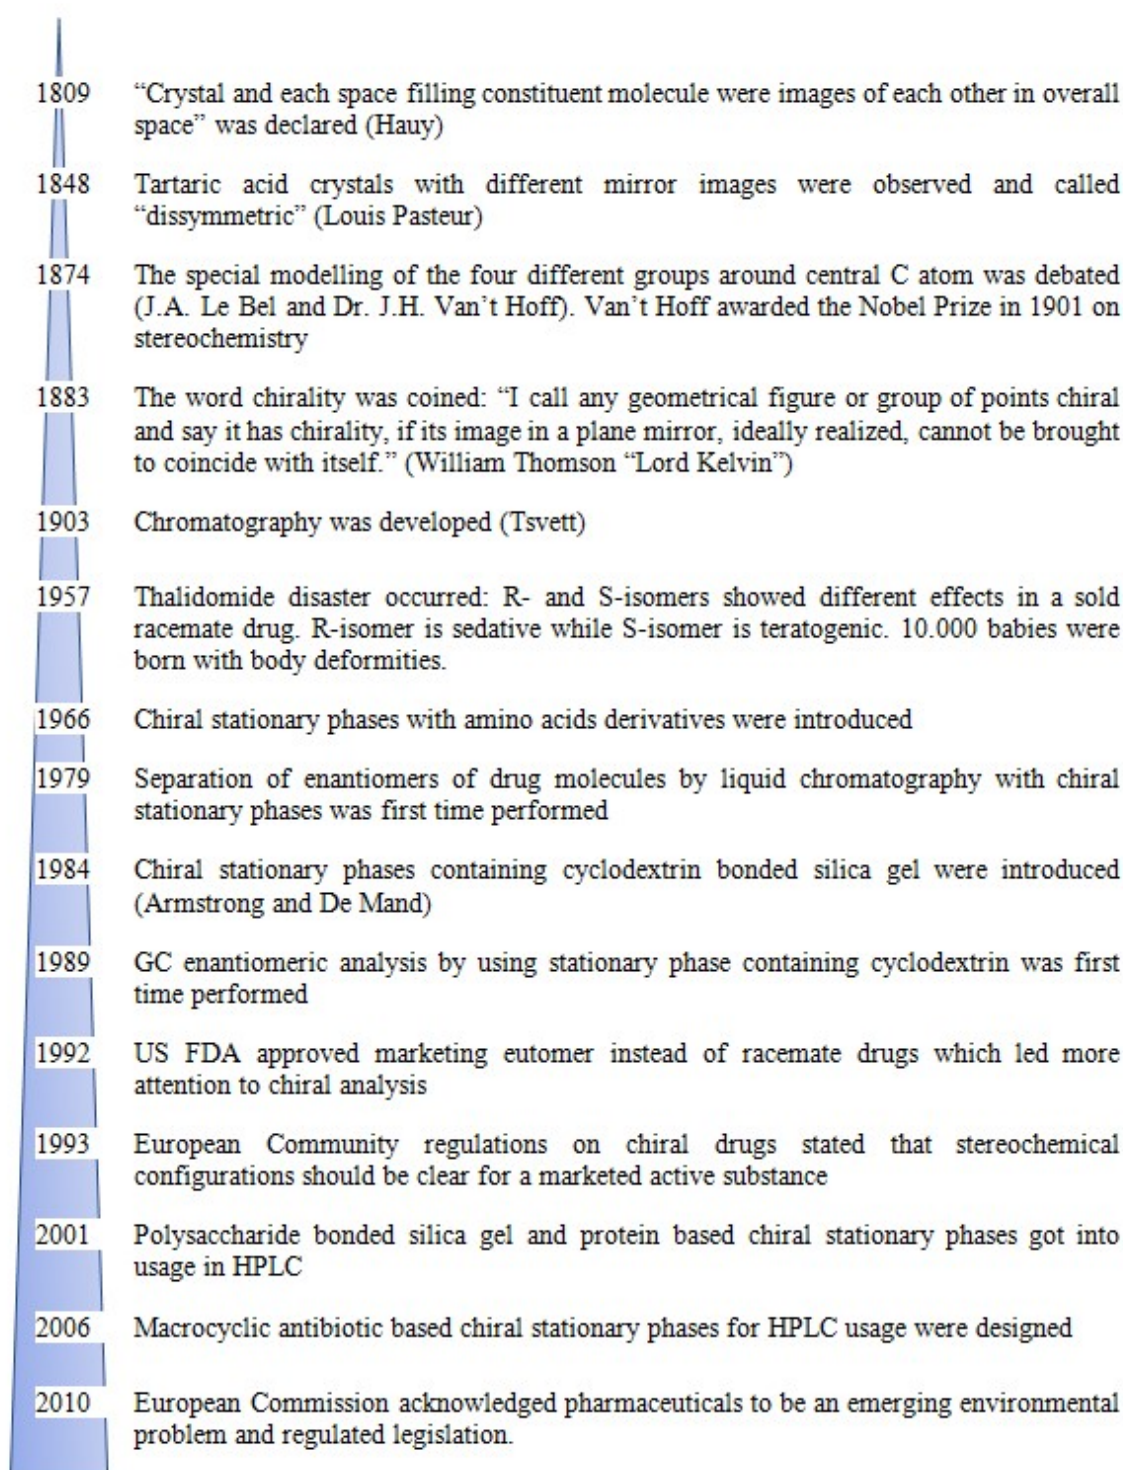 1809 “Crystal and each space filling constituent molecule were images of each other in overall
space” was declared (Hauy)
1848 Tartaric acid crystals with different mirror images were observed and called
“dissymmetric” (Louis Pasteur)
1874 The special modelling of the four different groups around central C atom was debated
(J.A. Le Bel and Dr. J.H. Van’t Hoff). Van’t Hoff awarded the Nobel Prize in 1901 on
stereochemistry
1883 The word chirality was coined: “I call any geometrical figure or group of points chiral
and say it has chirality, if its image in a plane mirror, ideally realized, cannot be brought
to coincide with itself.” (William Thomson “Lord Kelvin”)
1903 Chromatography was developed (Tsvett)
1957 Thalidomide disaster occurred: R- and S-isomers showed different effects in a sold
racemate drug. R-isomer is sedative while S-isomer is teratogenic. 10.000 babies were
born with body deformities.
1966 Chiral stationary phases with amino acids derivatives were introduced
1979 Separation of enantiomers of drug molecules by liquid chromatography with chiral
stationary phases was first time performed
1984 Chiral stationary phases containing cyclodextrin bonded silica gel were introduced
(Armstrong and De Mand)
1989 GC enantiomeric analysis by using stationary phase containing cyclodextrin was first
time performed
1992 US FDA approved marketing eutomer instead of racemate drugs which led more
attention to chiral analysis
1993 European Community regulations on chiral drugs stated that stereochemical
configurations should be clear for a marketed active substance
2001 Polysaccharide bonded silica gel and protein based chiral stationary phases got into
usage in HPLC
2006 Macrocyclic antibiotic based chiral stationary phases for HPLC usage were designed
2010 European Commission acknowledged pharmaceuticals to be an emerging environmental
problem and regulated legislation.